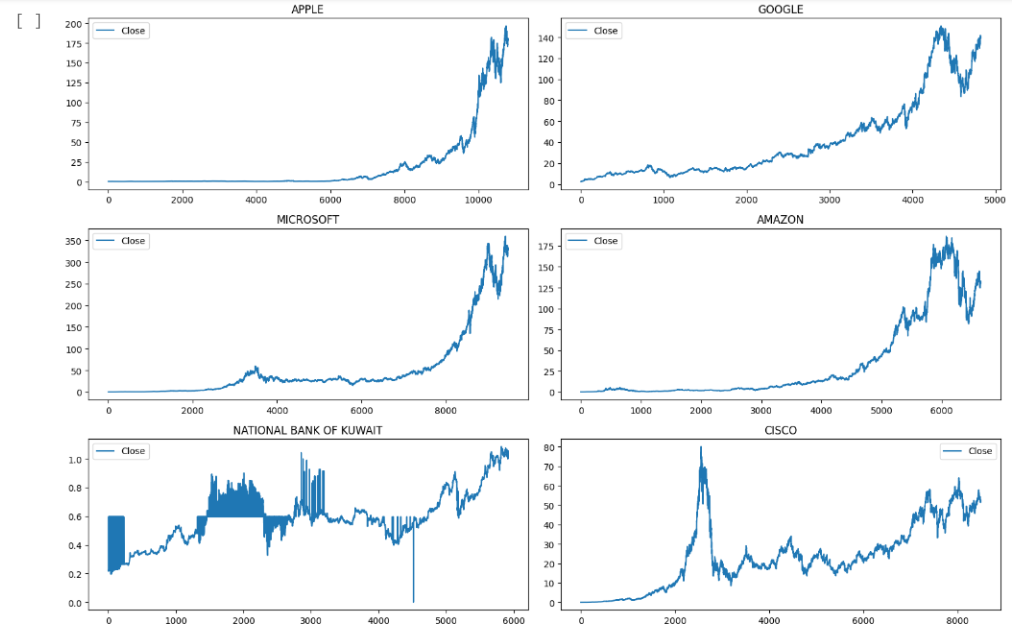 [ ]
APPLE
Close
200
175
150
125
100
75
50
25
0
0 2000 4000 6000 8000 10000
GOOGLE
Close
140
120
100
80
60
40
20
0
0 1000 2000 3000 4000 5000
MICROSOFT
Close
350
300
250
200
150
100
50
0
0 2000 4000 6000 8000
AMAZON
Close
175
150
125
100
75
50
25
0
0 1000 2000 3000 4000 5000 6000
NATIONAL BANK OF KUWAIT
Close
1.0
0.8
0.6
0.4
0.2
0.0
0 1000 2000 3000 4000 5000 6000
CISCO
Close
80
70
60
50
40
30
20
10
0
0 2000 4000 6000 8000